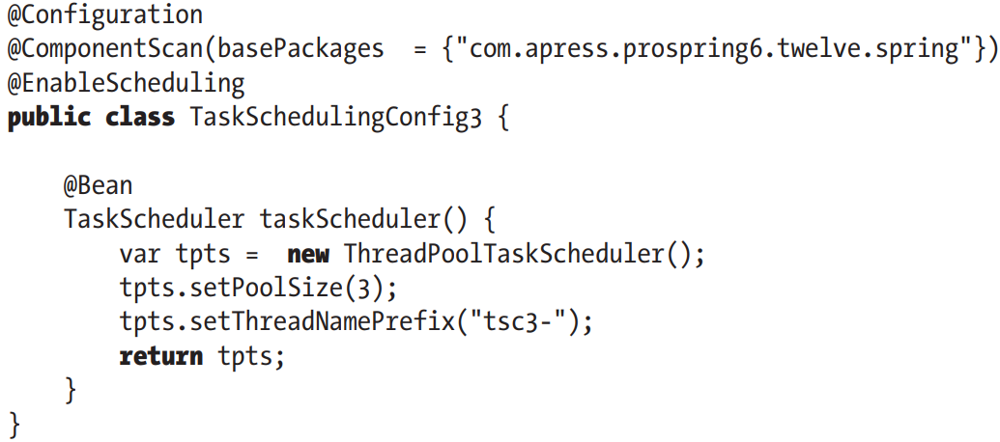 @Configuration
@ComponentScan(basePackages  = {"com.apress.prospring6.twelve.spring"})
@EnableScheduling
public class TaskSchedulingConfig3 {
    @Bean
    TaskScheduler taskScheduler() {
        var tpts =  new ThreadPoolTaskScheduler();
        tpts.setPoolSize(3);
        tpts.setThreadNamePrefix("tsc3-");
        return tpts;
    }
}